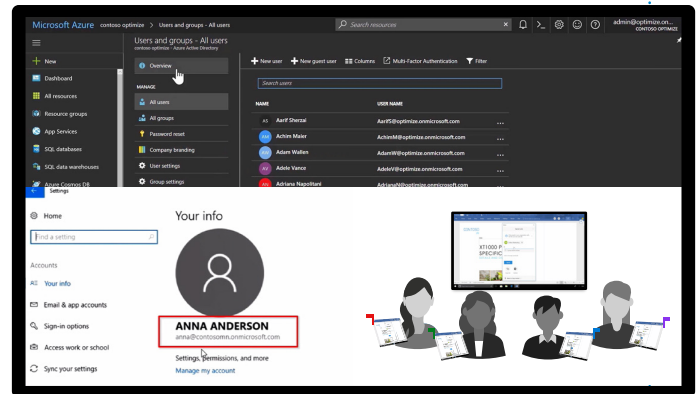 Microsoft Azure contoso optimize > Users and groups - All users
Search resources
admin@optimize.on...
CONTOSO OPTIMIZE
Users and groups - All users
contoso optimize - Azure Active Directory
New
Dashboard
All resources
Resource groups
App Services
SQL databases
SQL data warehouses
Azure Cosmos DB
Overview
MANAGE
All users
All groups
Password reset
Company branding
User settings
Group settings
New user New guest user Columns Multi-Factor Authentication Filter
Search users
NAME USER NAME
AS Aarif Sherzai AarifS@optimize.onmicrosoft.com ...
AM Achim Maier AchimM@optimize.onmicrosoft.com ...
AW Adam Wallen AdamW@optimize.onmicrosoft.com ...
AV Adele Vance AdeleV@optimize.onmicrosoft.com ...
AN Adriana Napolitani AdrianaN@optimize.onmicrosoft.com ...
Settings
Home
Find a setting
Accounts
Your info
Email & app accounts
Sign-in options
Access work or school
Sync your settings
Your info
ANNA ANDERSON
anna@contosomn.onmicrosoft.com
Settings, permissions, and more
Manage my account
XT1000 P
SPECIFIC